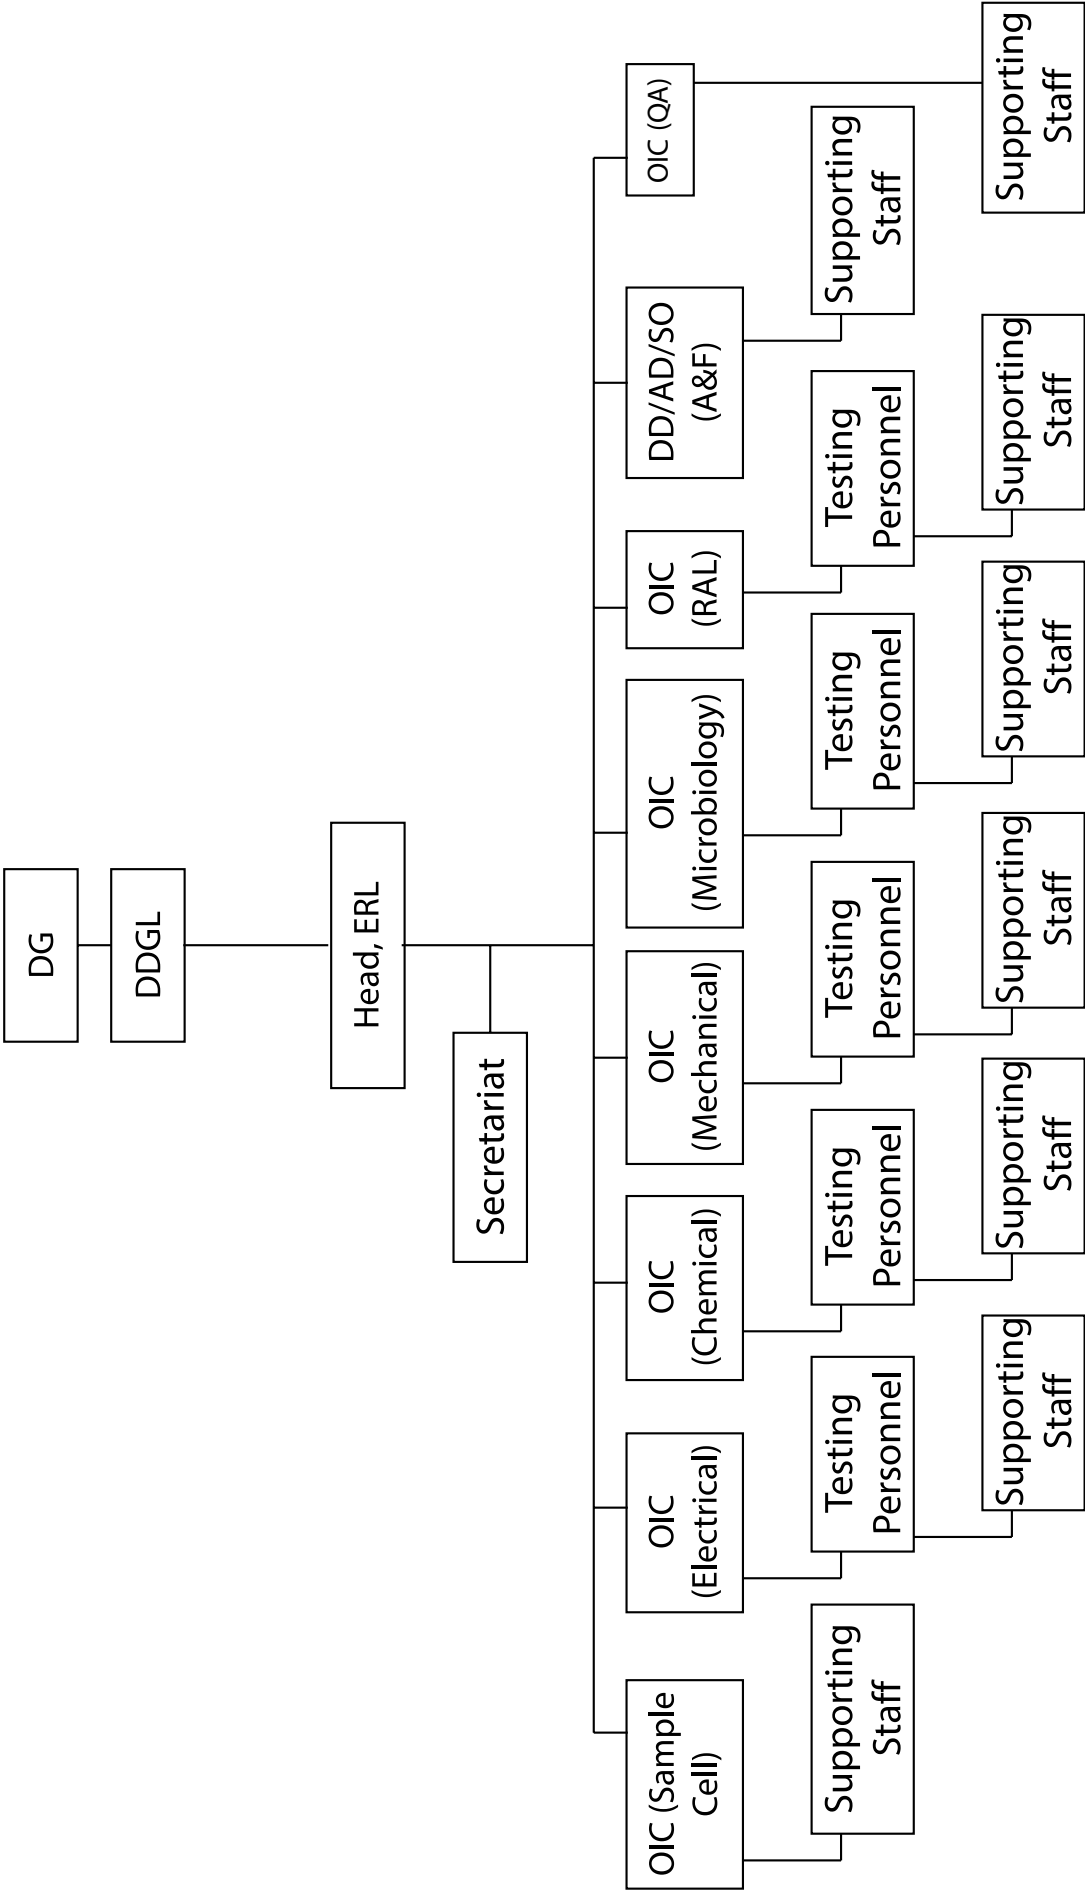 DG
DDGL
Head, ERL
Secretariat
OIC (Sample
Cell)
OIC
(Electrical)
OIC
(Chemical)
OIC
(Mechanical)
OIC
(Microbiology)
OIC
(RAL)
DD/AD/SO
(A&F)
OIC (QA)
Supporting
Staff
Testing
Personnel
Testing
Personnel
Testing
Personnel
Testing
Personnel
Testing
Personnel
Supporting
Staff
Supporting
Staff
Supporting
Staff
Supporting
Staff
Supporting
Staff
Supporting
Staff
Supporting
Staff